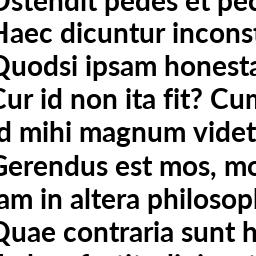 Ostendit pedes et pec
Haec dicuntur inconst
Quodsi ipsam honesta
Cur id non ita fit? Cum
d mihi magnum videt
Gerendus est mos, mo
am in altera philosoph
Quae contraria sunt h